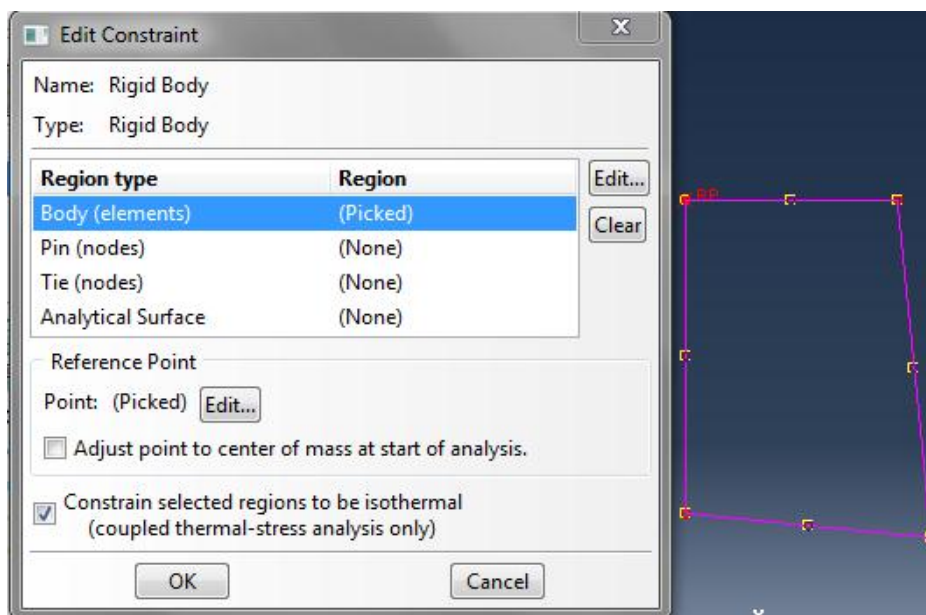 Edit Constraint
X
Name: Rigid Body
Type: Rigid Body
Region type Region
Edit...
Body (elements) (Picked)
Clear
Pin (nodes) (None)
Tie (nodes) (None)
Analytical Surface (None)
Reference Point
Point: (Picked) Edit...
Adjust point to center of mass at start of analysis.
Constrain selected regions to be isothermal
(coupled thermal-stress analysis only)
OK Cancel
RP